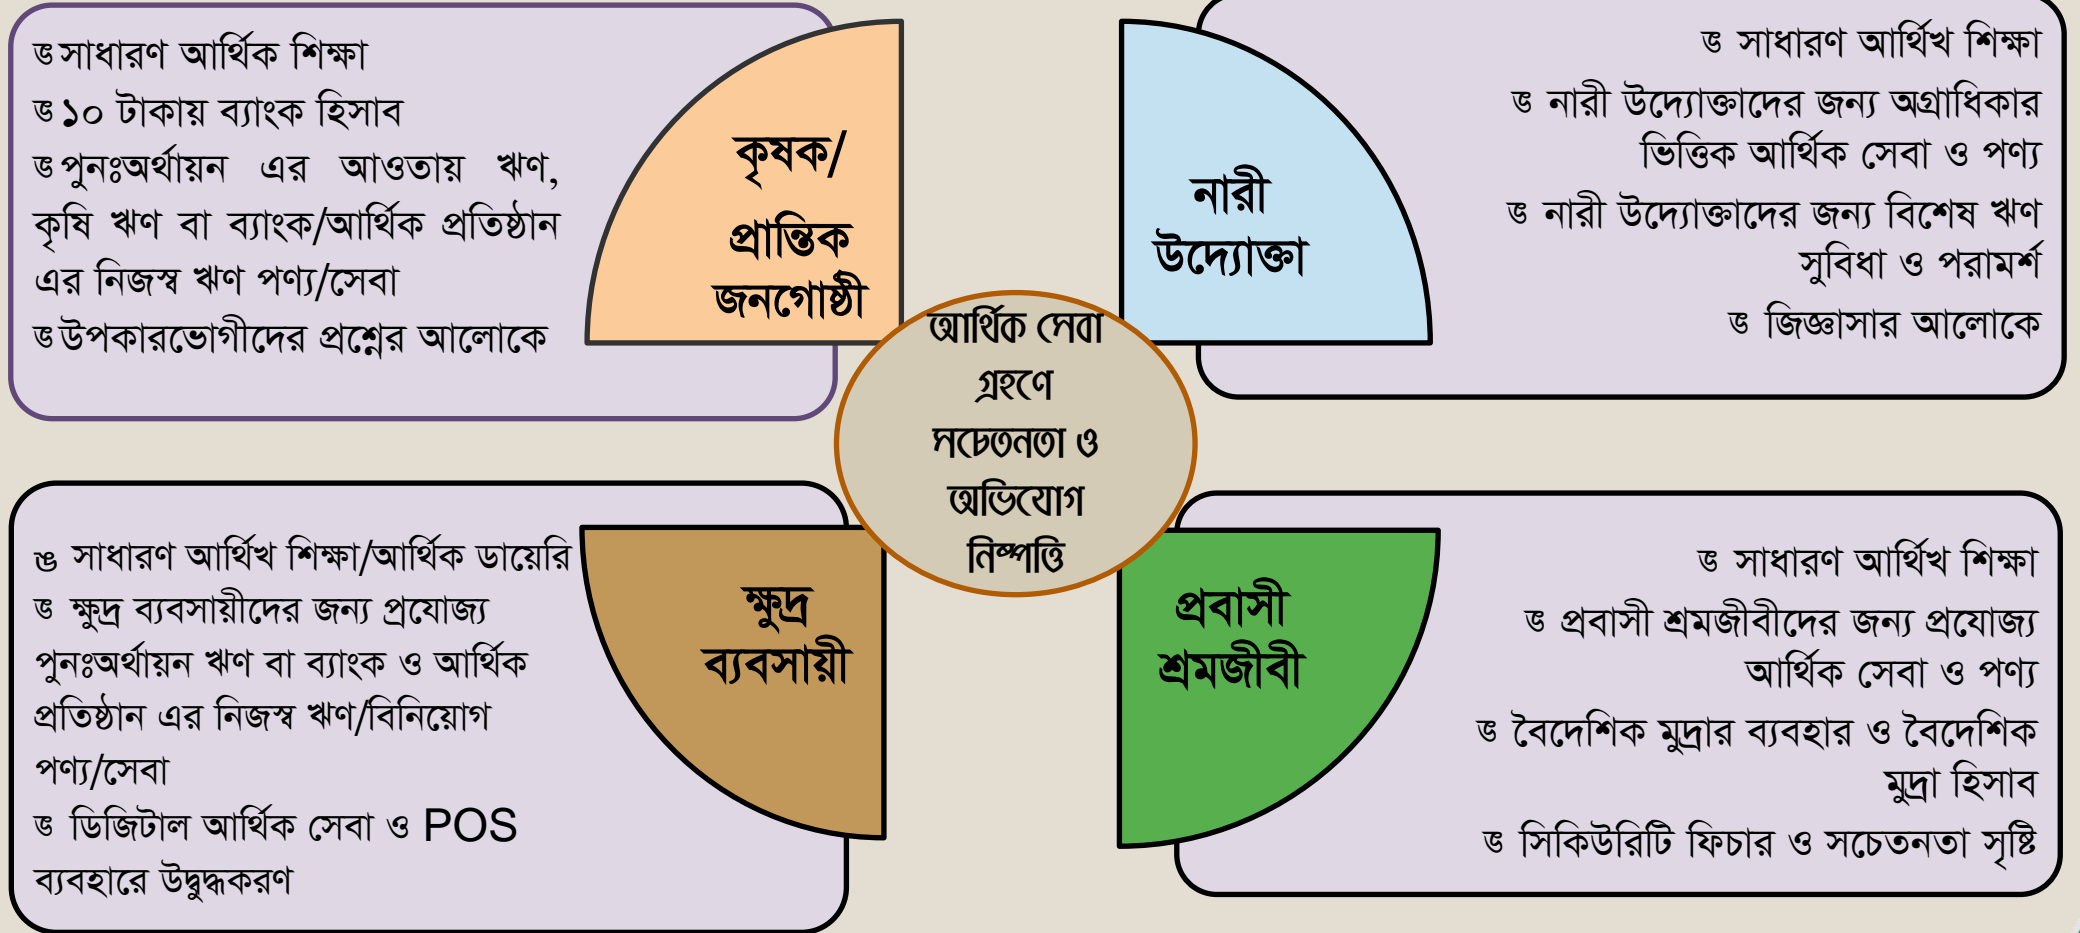 ভ সাধারণ আর্থিক শিক্ষা
ভ ১০ টাকায় ব্যাংক হিসাব
ভ পুনঃঅর্থায়ন এর আওতায় ঋণ,
কৃষি ঋণ বা ব্যাংক/আর্থিক প্রতিষ্ঠান
এর নিজস্ব ঋণ পণ্য/সেবা
ভ উপকারভোগীদের প্রশ্নের আলোকে
কৃষক/
প্রান্তিক
জনগোষ্ঠী
নারী
উদ্যোক্তা
ভ সাধারণ আর্থিখ শিক্ষা
ভ নারী উদ্যোক্তাদের জন্য অগ্রাধিকার
ভিত্তিক আর্থিক সেবা ও পণ্য
ভ নারী উদ্যোক্তাদের জন্য বিশেষ ঋণ
সুবিধা ও পরামর্শ
ভ জিজ্ঞাসার আলোকে
আর্থিক সেবা
গ্রহণে
সচেতনতা ও
অভিযোগ
নিষ্পত্তি
ঙ সাধারণ আর্থিখ শিক্ষা/আর্থিক ডায়েরি
ভ ক্ষুদ্র ব্যবসায়ীদের জন্য প্রযোজ্য
পুনঃঅর্থায়ন ঋণ বা ব্যাংক ও আর্থিক
প্রতিষ্ঠান এর নিজস্ব ঋণ/বিনিয়োগ
পণ্য/সেবা
ভ ডিজিটাল আর্থিক সেবা ও POS
ব্যবহারে উদ্বুদ্ধকরণ
ক্ষুদ্র
ব্যবসায়ী
প্রবাসী
শ্রমজীবী
ভ সাধারণ আর্থিখ শিক্ষা
ভ প্রবাসী শ্রমজীবীদের জন্য প্রযোজ্য
আর্থিক সেবা ও পণ্য
ভ বৈদেশিক মুদ্রার ব্যবহার ও বৈদেশিক
মুদ্রা হিসাব
ভ সিকিউরিটি ফিচার ও সচেতনতা সৃষ্টি